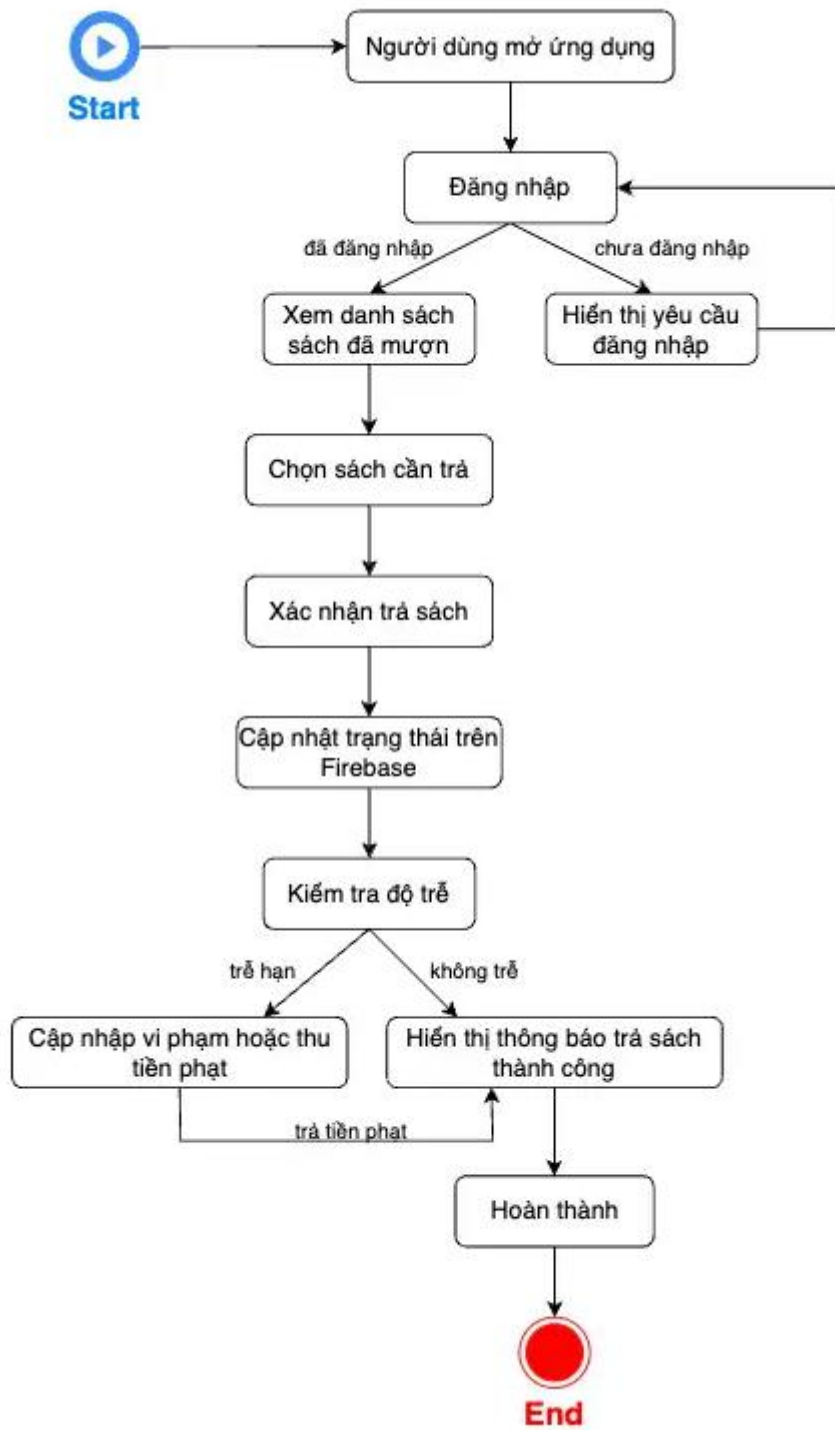 Start
Người dùng mở ứng dụng
Đăng nhập
đã đăng nhập
chưa đăng nhập
Xem danh sách
sách đã mượn
Hiển thị yêu cầu
đăng nhập
Chọn sách cần trả
Xác nhận trả sách
Cập nhật trạng thái trên
Firebase
Kiểm tra độ trễ
trễ hạn
không trễ
Cập nhập vi phạm hoặc thu
tiền phạt
Hiển thị thông báo trả sách
thành công
trả tiền phạt
Hoàn thành
End